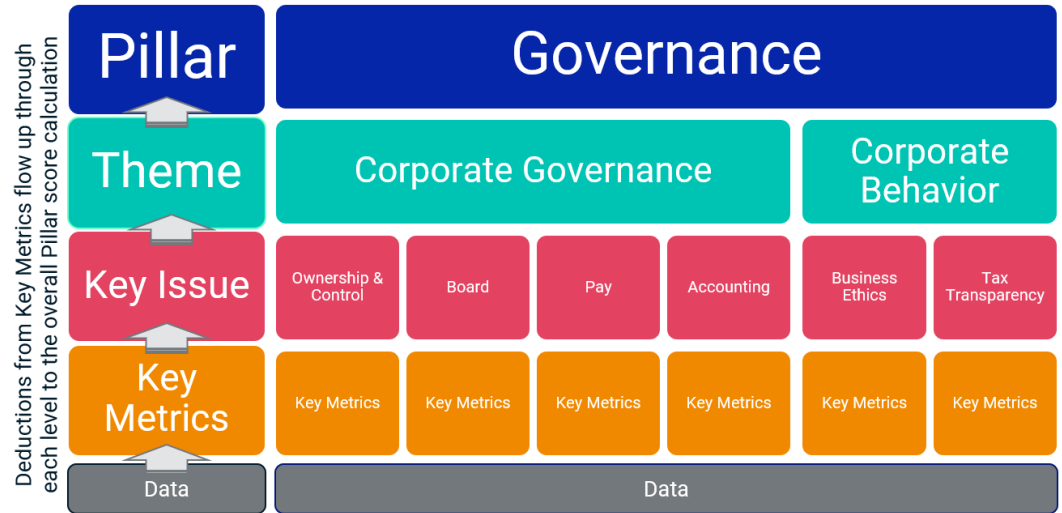 Deductions from Key Metrics flow up through
each level to the overall Pillar score calculation
Pillar
Governance
Theme
Corporate Governance
Corporate
Behavior
Key Issue
Ownership &
Control
Board
Pay
Accounting
Business
Ethics
Tax
Transparency
Key
Metrics
Key Metrics
Key Metrics
Key Metrics
Key Metrics
Key Metrics
Key Metrics
Data
Data